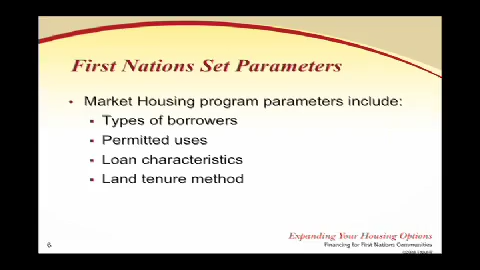 First Nations Set Parameters
• Market Housing program parameters include:
▪ Types of borrowers
▪ Permitted uses
▪ Loan characteristics
▪ Land tenure method
Expanding Your Housing Options
6 Financing for First Nations Communities